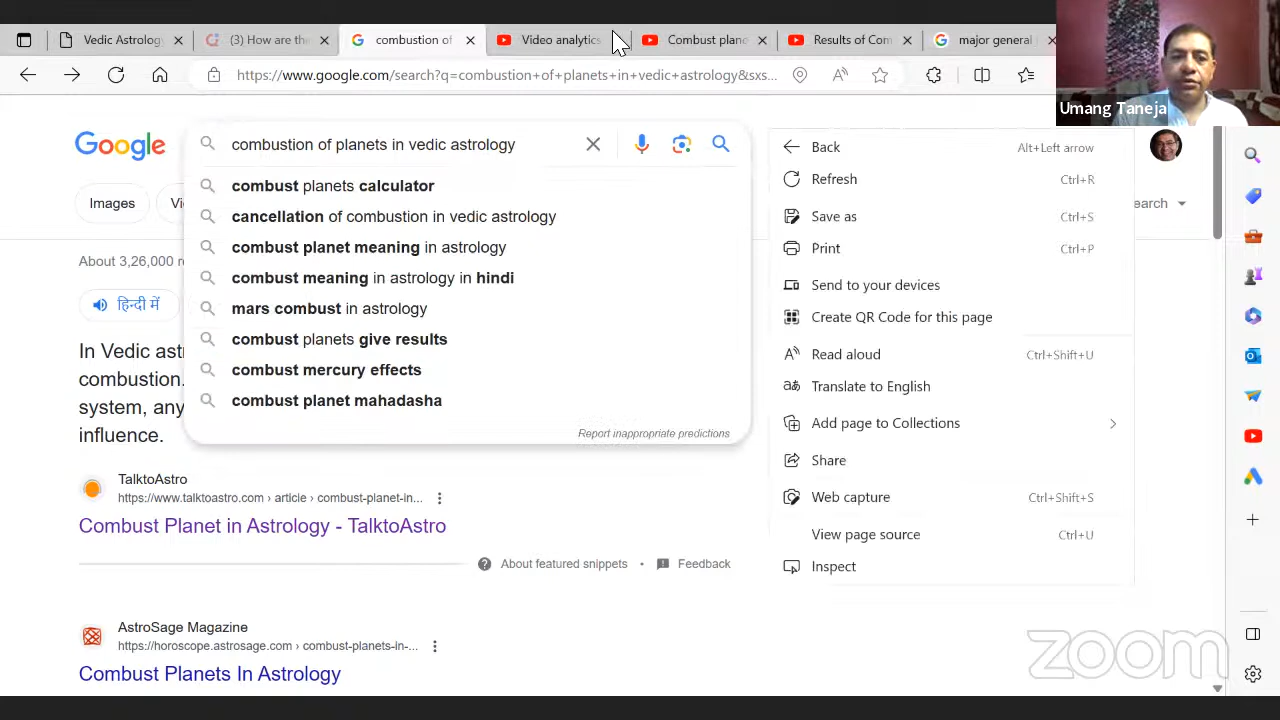 Vedic Astrology
(3) How are the
combustion of
Video analytics
Combust plane
Results of Com
major general
https://www.google.com/search?q=combustion+of+planets+in+vedic+astrology&sxs...
Umang Taneja
Google
combustion of planets in vedic astrology
combust planets calculator
cancellation of combustion in vedic astrology
combust planet meaning in astrology
combust meaning in astrology in hindi
mars combust in astrology
combust planets give results
combust mercury effects
combust planet mahadasha
Report inappropriate predictions
Images
Vi
earch
About 3,26,000 r
हिन्दी में
In Vedic ast
combustion.
system, any
influence.
TalktoAstro
https://www.talktoastro.com › article › combust-planet-in...
Combust Planet in Astrology - TalktoAstro
About featured snippets
Feedback
AstroSage Magazine
https://horoscope.astrosage.com › combust-planets-in-...
Combust Planets In Astrology
Back Alt+Left arrow
Refresh Ctrl+R
Save as Ctrl+S
Print Ctrl+P
Send to your devices
Create QR Code for this page
Read aloud Ctrl+Shift+U
Translate to English
Add page to Collections
Share
Web capture Ctrl+Shift+S
View page source Ctrl+U
Inspect
zoom